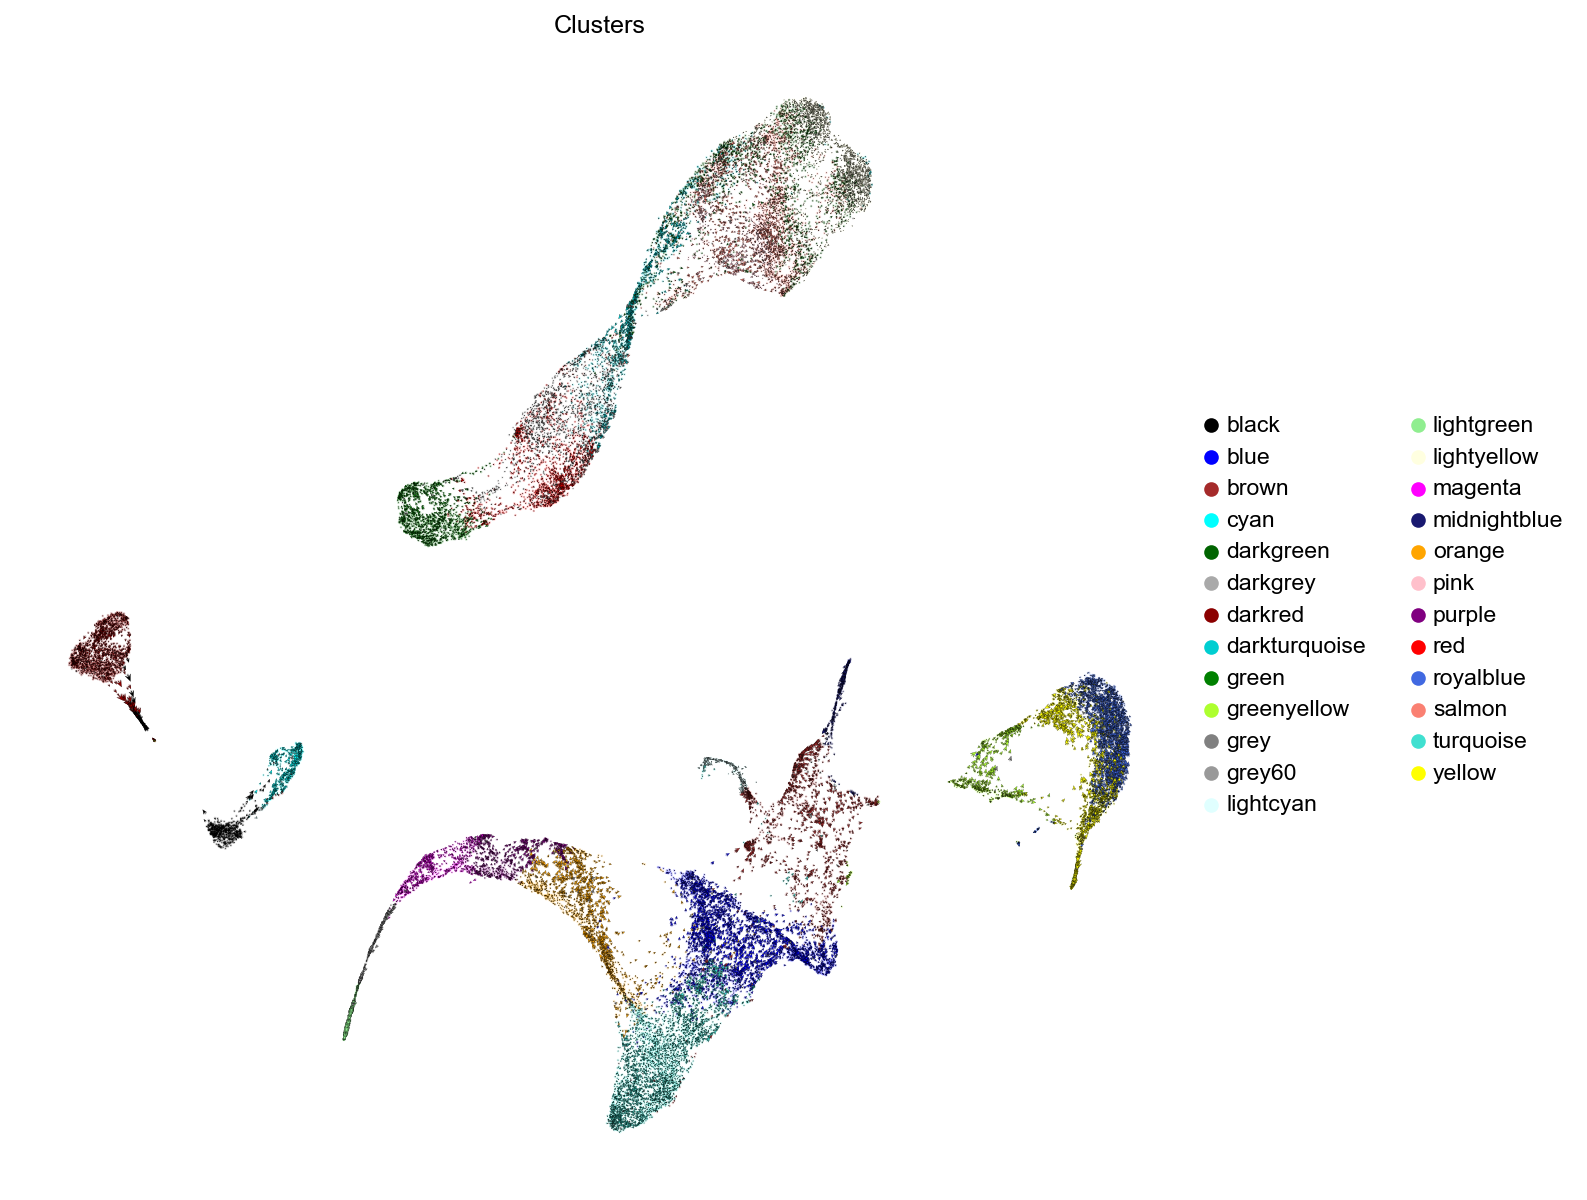 Clusters
black
blue
brown
cyan
darkgreen
darkgrey
darkred
darkturquoise
green
greenyellow
grey
grey60
lightcyan
lightgreen
lightyellow
magenta
midnightblue
orange
pink
purple
red
royalblue
salmon
turquoise
yellow